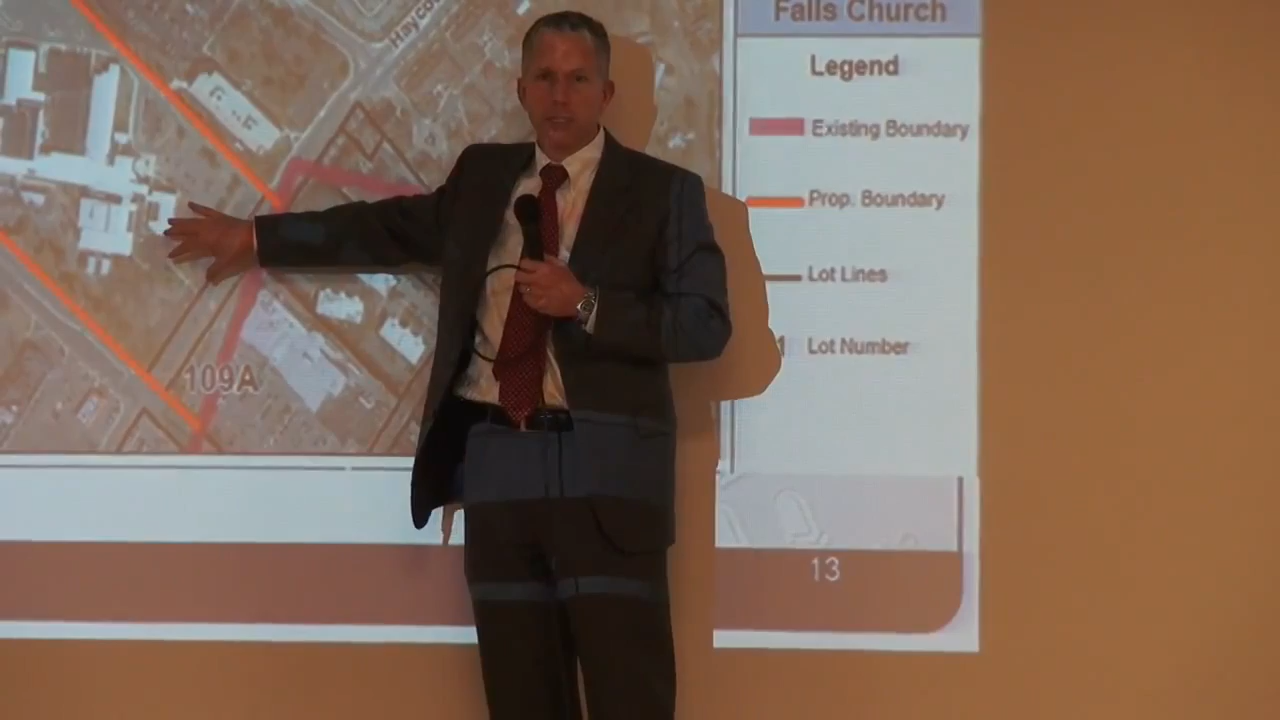 Falls Church
Legend
Existing Boundary
Prop. Boundary
Lot Lines
Lot Number
109A
13